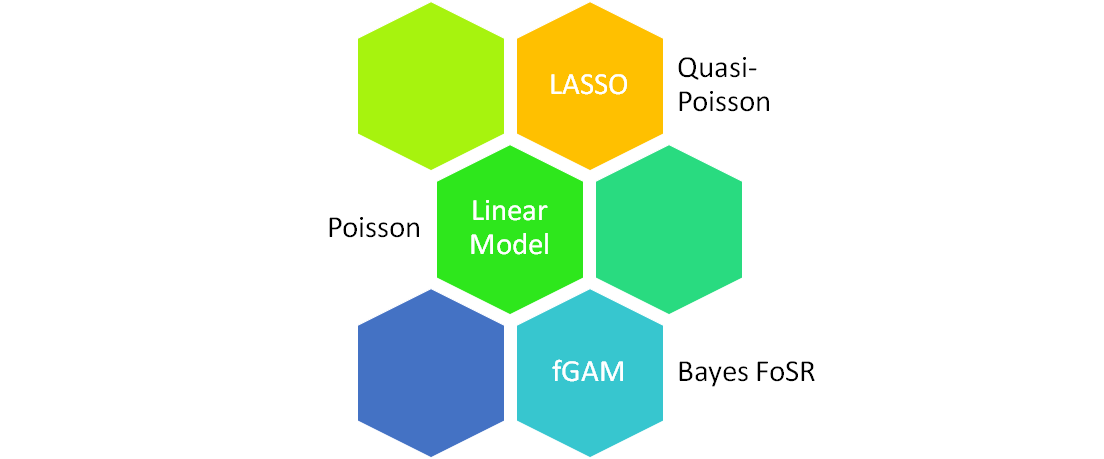 LASSO
Quasi-
Poisson
Poisson
Linear
Model
fGAM
Bayes FoSR